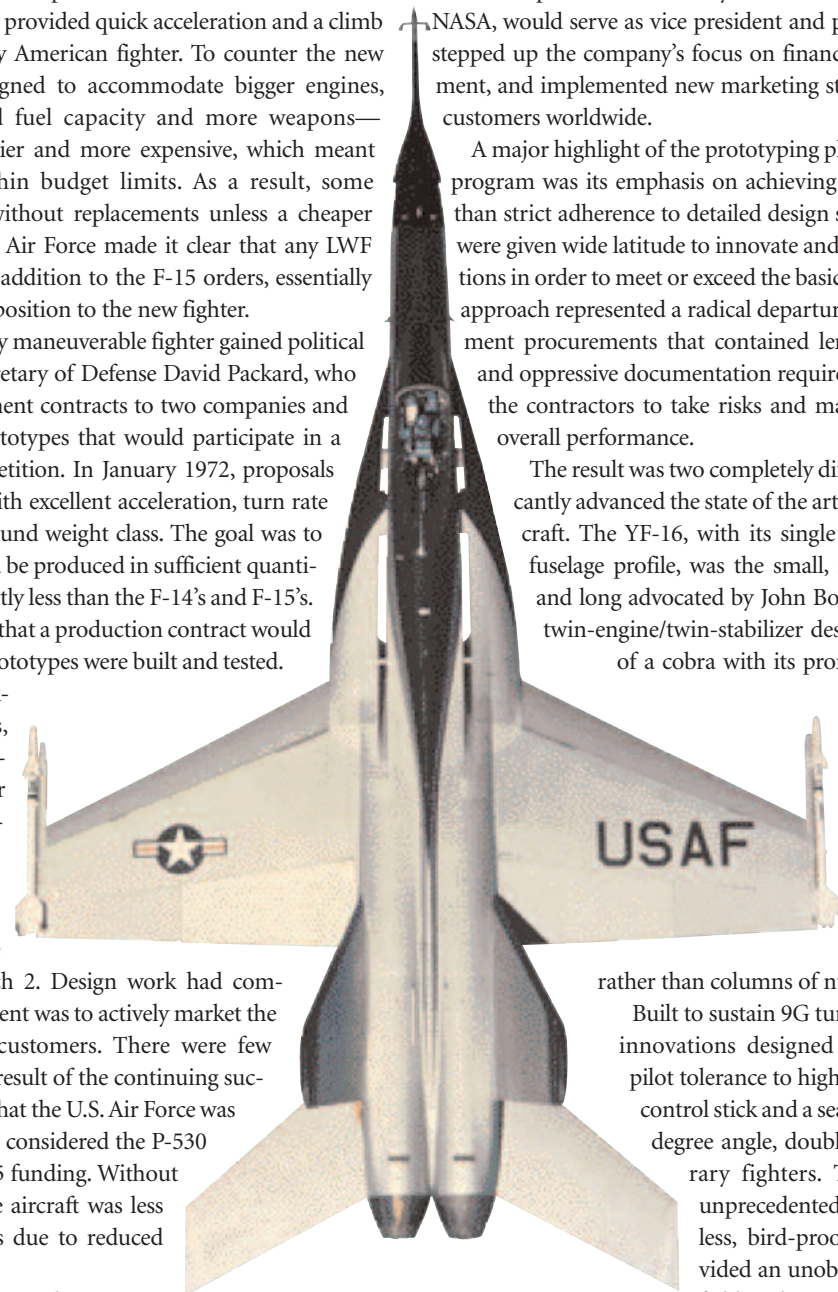 provided quick acceleration and a climb
y American fighter. To counter the new
gned to accommodate bigger engines,
l fuel capacity and more weapons—
ier and more expensive, which meant
hin budget limits. As a result, some
without replacements unless a cheaper
Air Force made it clear that any LWF
addition to the F-15 orders, essentially
position to the new fighter.
y maneuverable fighter gained political
retary of Defense David Packard, who
ment contracts to two companies and
ototypes that would participate in a
etition. In January 1972, proposals
ith excellent acceleration, turn rate
und weight class. The goal was to
l be produced in sufficient quanti-
tly less than the F-14's and F-15's.
that a production contract would
ototypes were built and tested.
s,
r
ch 2. Design work had com-
ent was to actively market the
customers. There were few
result of the continuing suc-
hat the U.S. Air Force was
considered the P-530
5 funding. Without
e aircraft was less
s due to reduced
NASA, would serve as vice president and p
stepped up the company's focus on financ
ment, and implemented new marketing st
customers worldwide.
A major highlight of the prototyping pl
program was its emphasis on achieving
than strict adherence to detailed design s
were given wide latitude to innovate and
tions in order to meet or exceed the basic
approach represented a radical departur
ment procurements that contained len
and oppressive documentation require
the contractors to take risks and ma
overall performance.
The result was two completely di
cantly advanced the state of the art
craft. The YF-16, with its single
fuselage profile, was the small,
and long advocated by John Bo
twin-engine/twin-stabilizer des
of a cobra with its pro
USAF
rather than columns of n
Built to sustain 9G tur
innovations designed
pilot tolerance to high
control stick and a sea
degree angle, doubl
rary fighters. T
unprecedented
less, bird-proo
vided an unob